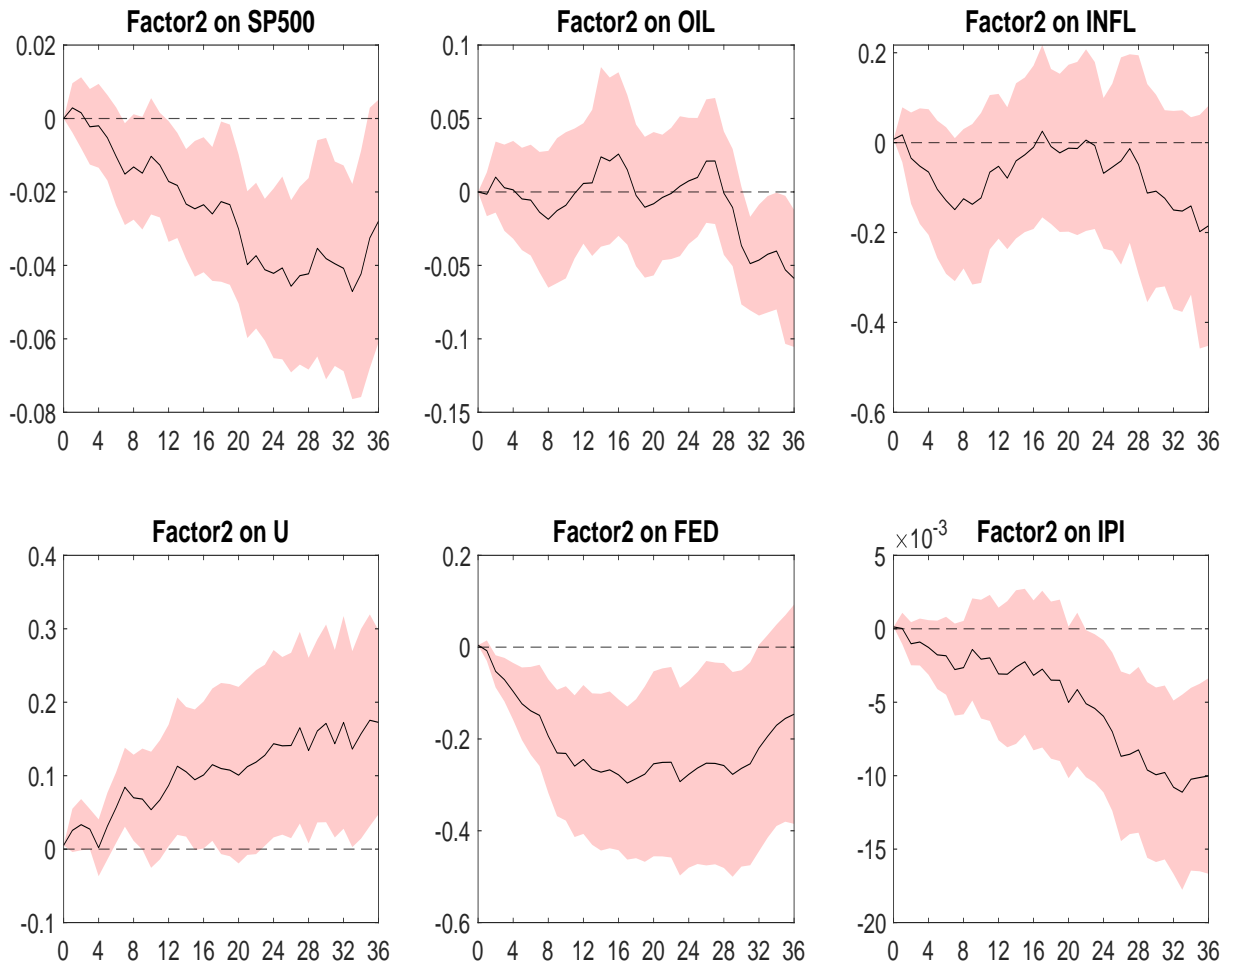 Factor2 on SP500
0.02
0
-0.02
-0.04
-0.06
-0.08
0 4 8 12 16 20 24 28 32 36
Factor2 on OIL
0.1
0.05
0
-0.05
-0.1
-0.15
0 4 8 12 16 20 24 28 32 36
Factor2 on INFL
0.2
0
-0.2
-0.4
-0.6
0 4 8 12 16 20 24 28 32 36
Factor2 on U
0.4
0.3
0.2
0.1
0
-0.1
0 4 8 12 16 20 24 28 32 36
Factor2 on FED
0.2
0
-0.2
-0.4
-0.6
0 4 8 12 16 20 24 28 32 36
Factor2 on IPI
×10⁻³
5
0
-5
-10
-15
-20
0 4 8 12 16 20 24 28 32 36